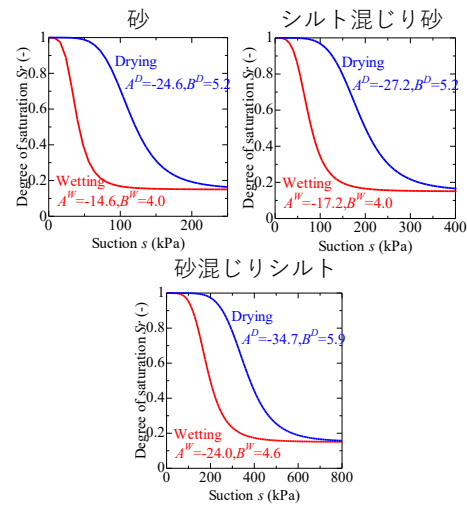 砂
Degree of saturation Sr (-)
1
0.8
0.6
0.4
0.2
0
Drying
A^D=-24.6,B^D=5.2
Wetting
A^W=-14.6,B^W=4.0
0 100 200
Suction s (kPa)
シルト混じり砂
Degree of saturation Sr (-)
1
0.8
0.6
0.4
0.2
0
Drying
A^D=-27.2,B^D=5.2
Wetting
A^W=-17.2,B^W=4.0
0 100 200 300 400
Suction s (kPa)
砂混じりシルト
Degree of saturation Sr (-)
1
0.8
0.6
0.4
0.2
0
Drying
A^D=-34.7,B^D=5.9
Wetting
A^W=-24.0,B^W=4.6
0 200 400 600 800
Suction s (kPa)